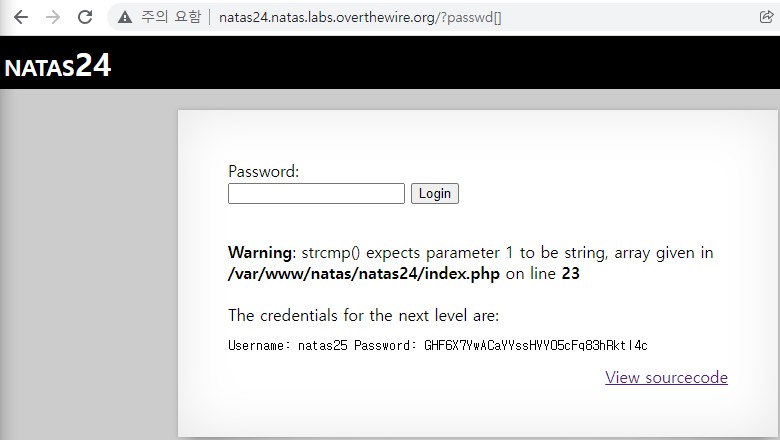 주의 요함 | natas24.natas.labs.overthewire.org/?passwd[]
NATAS24
Password:
Login
Warning: strcmp() expects parameter 1 to be string, array given in
/var/www/natas/natas24/index.php on line 23
The credentials for the next level are:
Username: natas25 Password: GHF6X7YwACaYYssHVY05cFq83hRktl4c
View sourcecode